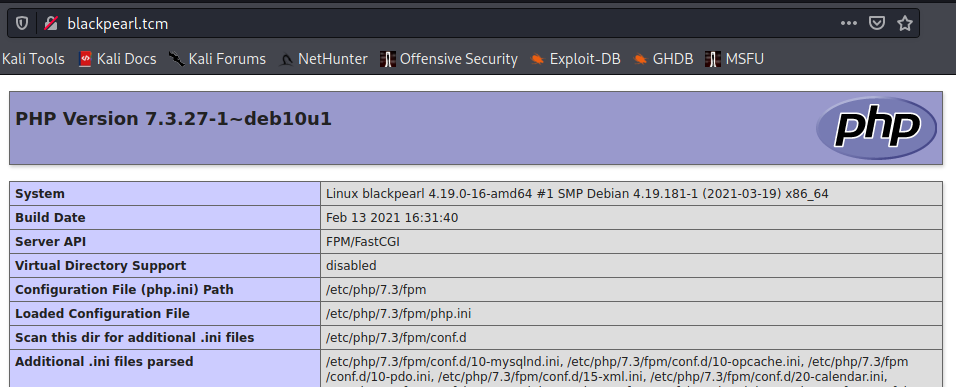 blackpearl.tcm
Kali Tools Kali Docs Kali Forums NetHunter Offensive Security Exploit-DB GHDB MSFU
PHP Version 7.3.27-1~deb10u1
php
System Linux blackpearl 4.19.0-16-amd64 #1 SMP Debian 4.19.181-1 (2021-03-19) x86_64
Build Date Feb 13 2021 16:31:40
Server API FPM/FastCGI
Virtual Directory Support disabled
Configuration File (php.ini) Path /etc/php/7.3/fpm
Loaded Configuration File /etc/php/7.3/fpm/php.ini
Scan this dir for additional .ini files /etc/php/7.3/fpm/conf.d
Additional .ini files parsed /etc/php/7.3/fpm/conf.d/10-mysqlnd.ini, /etc/php/7.3/fpm/conf.d/10-opcache.ini, /etc/php/7.3/fpm
/conf.d/10-pdo.ini, /etc/php/7.3/fpm/conf.d/15-xml.ini, /etc/php/7.3/fpm/conf.d/20-calendar.ini,